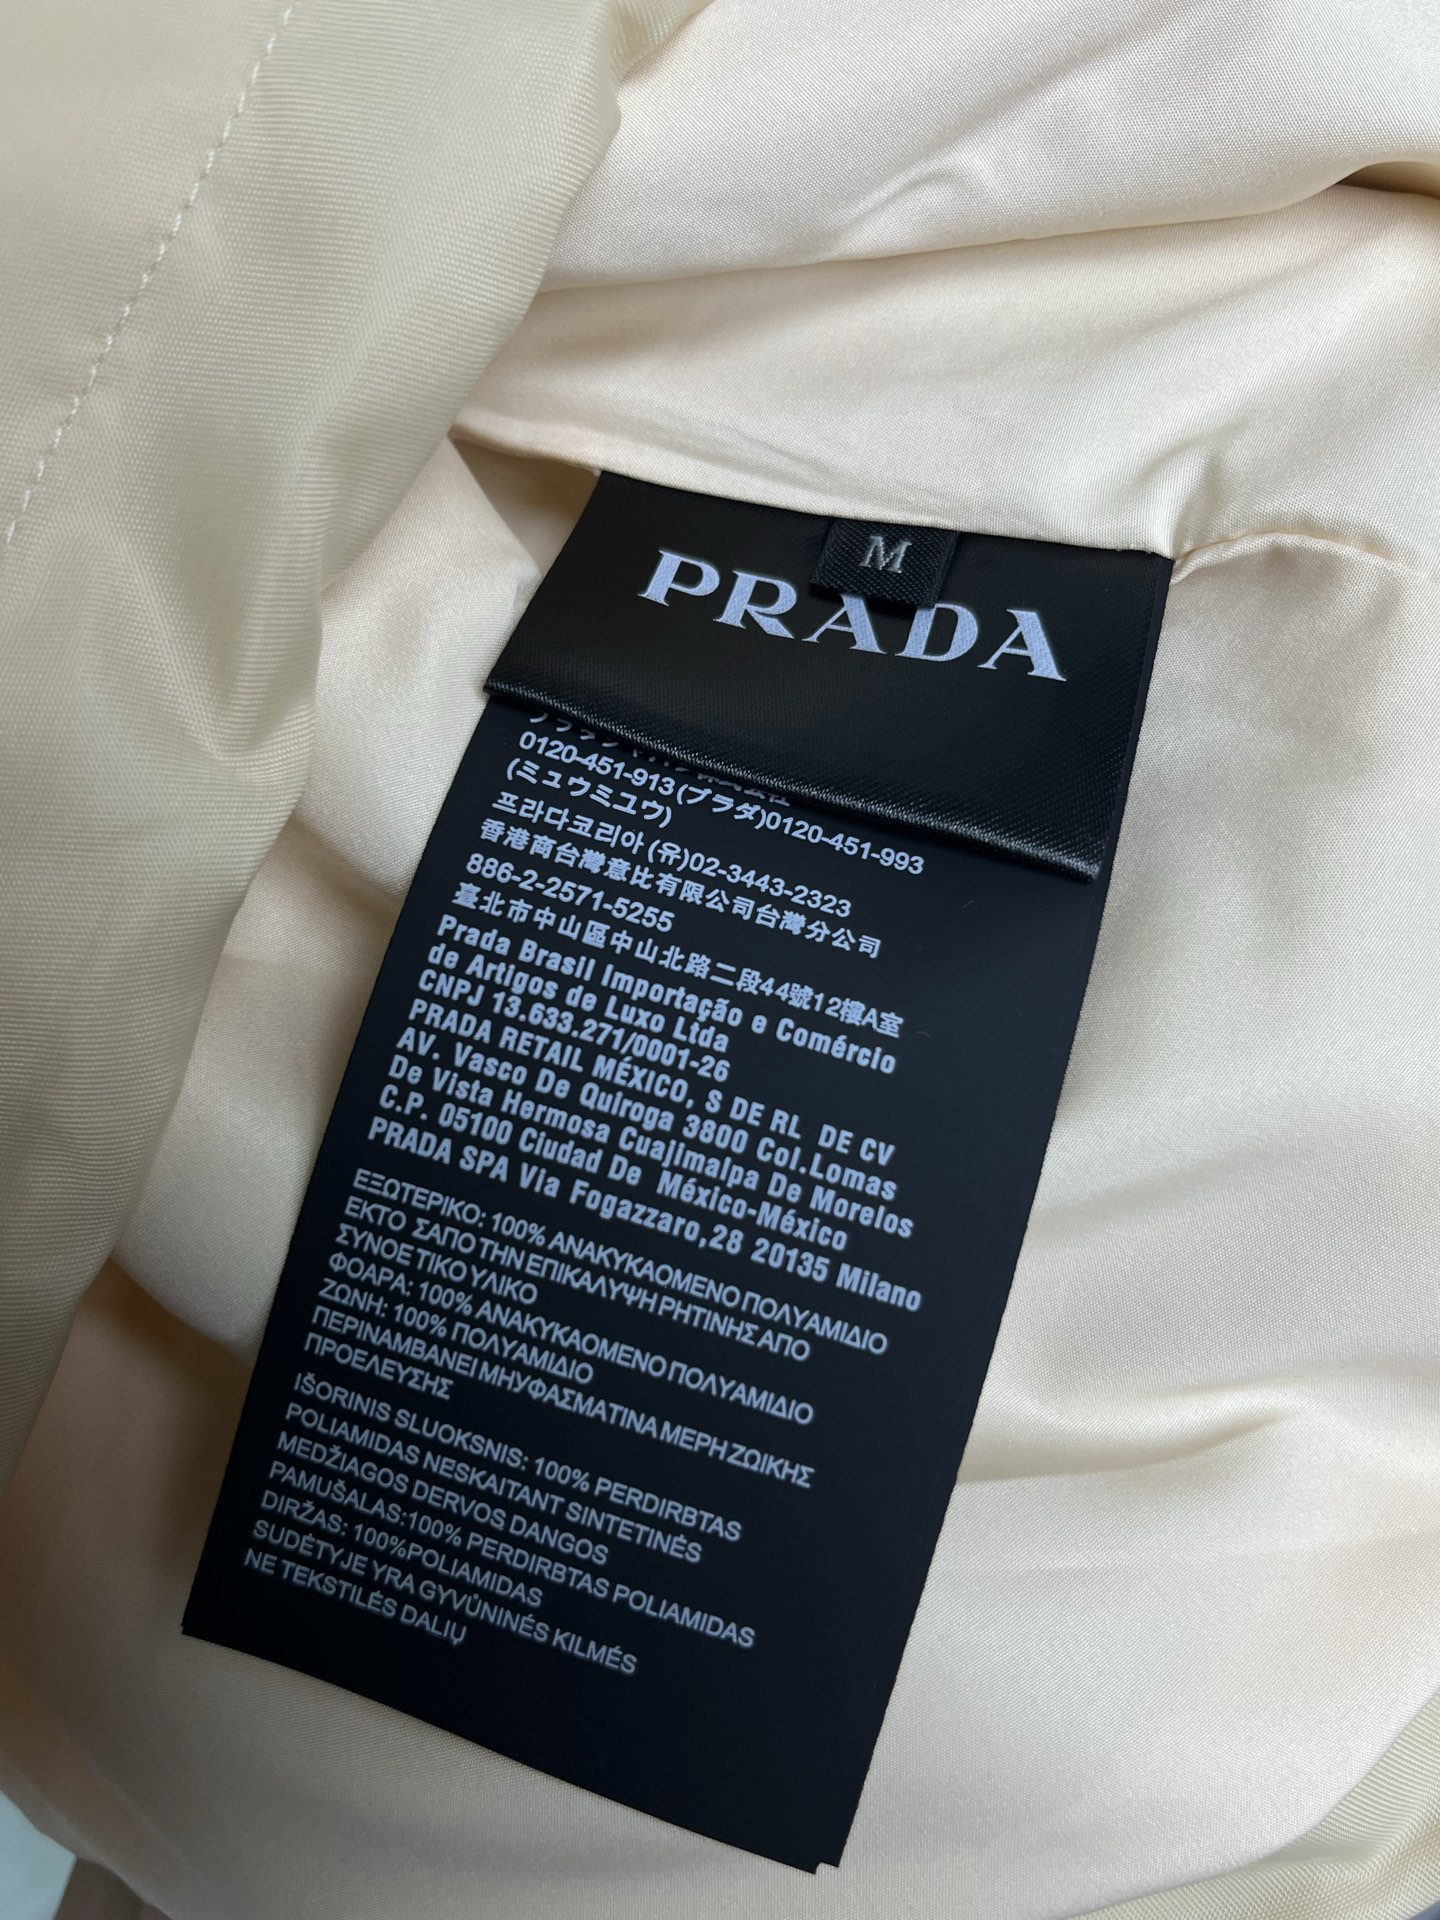 M
PRADA
0120-451-913(プラダ)0120-451-993
(ミュウミュウ)
프라다코리아(유)02-3443-2323
香港商台灣意比有限公司台灣分公司
886-2-2571-5255
臺北市中山區中山北路二段44號12樓A室
Prada Brasil Importação e Comércio
de Artigos de Luxo Ltda
CNPJ 13.633.271/0001-26
PRADA RETAIL MÉXICO, S DE RL DE CV
AV. Vasco De Quiroga 3800 Col.Lomas
De Vista Hermosa Cuajimalpa De Morelos
C.P. 05100 Ciudad De México-México
PRADA SPA Via Fogazzaro,28 20135 Milano
ΕΞΩΤΕΡΙΚΟ: 100% ΑΝΑΚΥΚΛΟΜΕΝΟ ΠΟΛΥΑΜΙΔΙΟ
ΕΚΤΟ ΣΑΠΟ ΤΗΝ ΕΠΙΚΑΛΥΨΗ ΡΗΤΙΝΗΣ ΑΠΟ
ΣΥΝΘΕΤΙΚΟ ΥΛΙΚΟ
ΦΟΔΡΑ: 100% ΑΝΑΚΥΚΛΟΜΕΝΟ ΠΟΛΥΑΜΙΔΙΟ
ΖΩΝΗ: 100% ΠΟΛΥΑΜΙΔΙΟ
ΠΕΡΙΛΑΜΒΑΝΕΙ ΜΗ ΥΦΑΣΜΑΤΙΝΑ ΜΕΡΗ ΖΩΙΚΗΣ
ΠΡΟΕΛΕΥΣΗΣ
IŠORINIS SLUOKSNIS: 100% PERDIRBTAS
POLIAMIDAS NESKAITANT SINTETINĖS
MEDŽIAGOS DERVOS DANGOS
PAMUŠALAS:100% PERDIRBTAS POLIAMIDAS
DIRŽAS: 100%POLIAMIDAS
SUDĖTYJE YRA GYVŪNINĖS KILMĖS
NE TEKSTILĖS DALIŲ